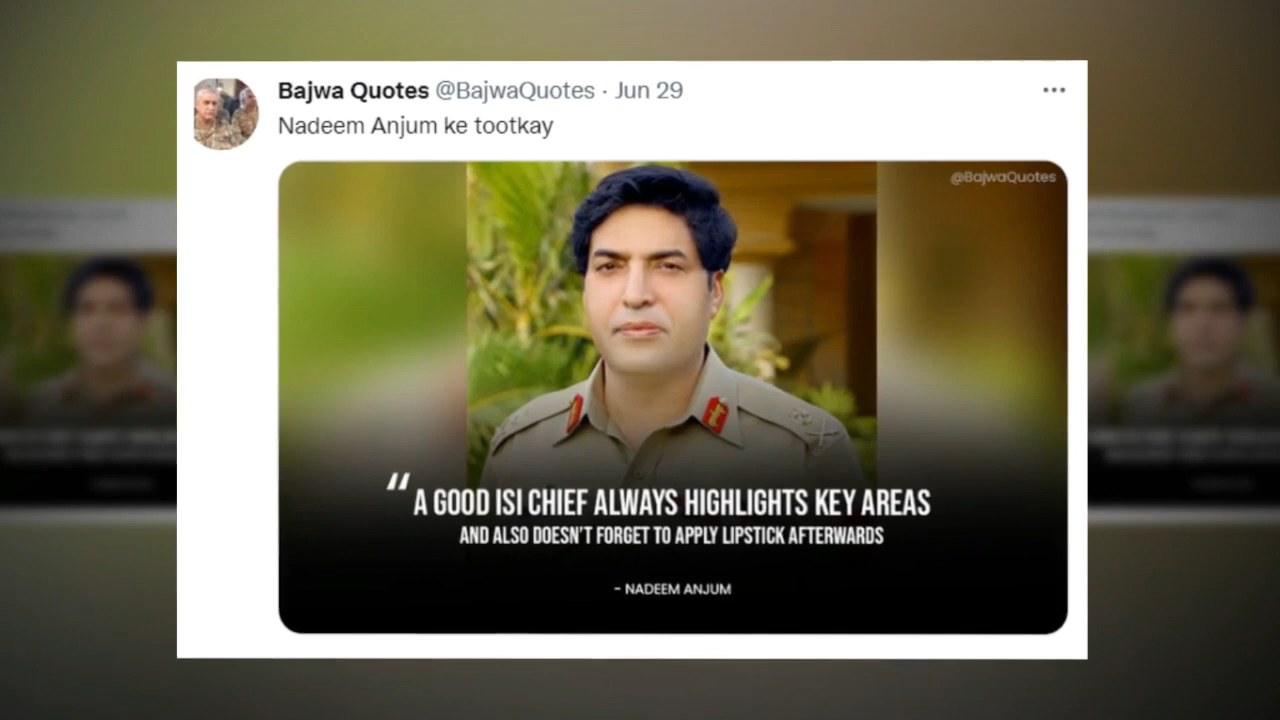 Bajwa Quotes @BajwaQuotes · Jun 29
Nadeem Anjum ke tootkay
@BajwaQuotes
“A GOOD ISI CHIEF ALWAYS HIGHLIGHTS KEY AREAS
AND ALSO DOESN'T FORGET TO APPLY LIPSTICK AFTERWARDS
- NADEEM ANJUM